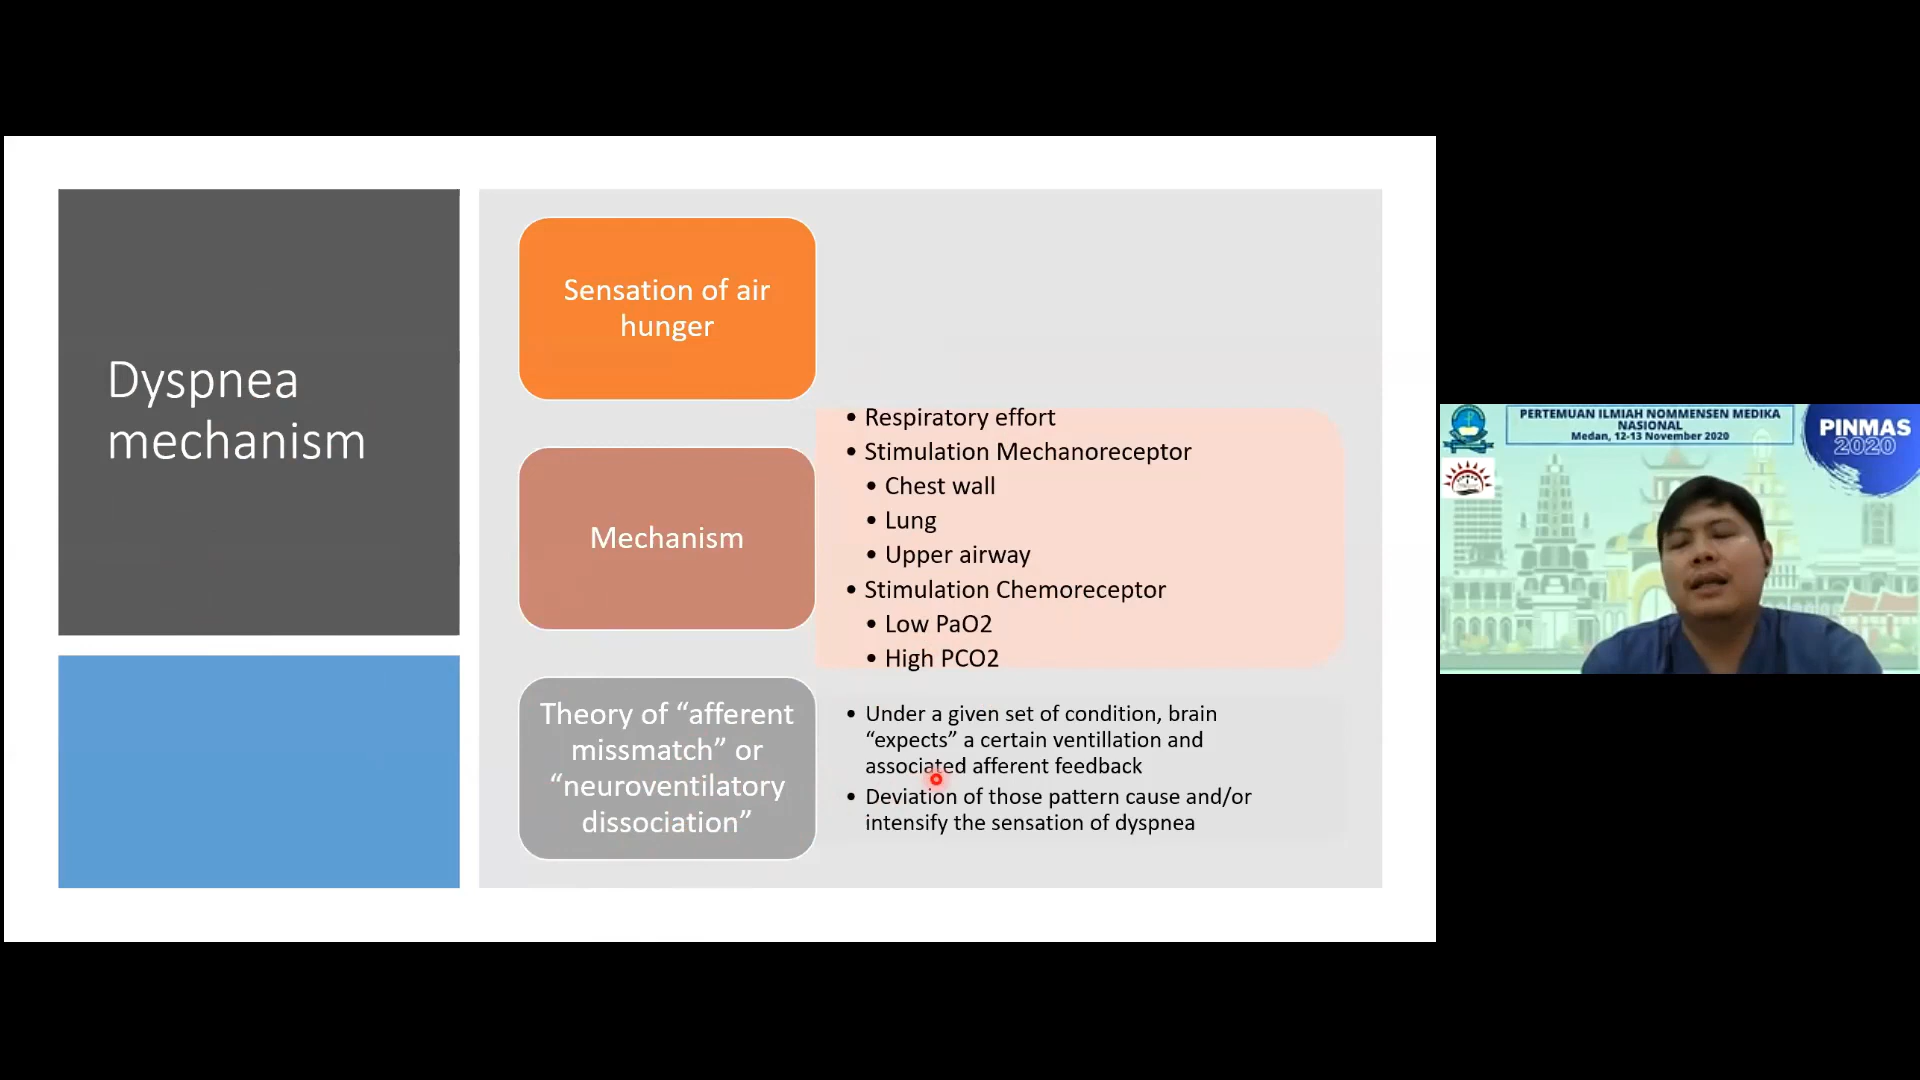 Dyspnea
mechanism
Sensation of air
hunger
Mechanism
• Respiratory effort
• Stimulation Mechanoreceptor
• Chest wall
• Lung
• Upper airway
• Stimulation Chemoreceptor
• Low PaO2
• High PCO2
Theory of “afferent
missmatch” or
“neuroventilatory
dissociation”
• Under a given set of condition, brain
“expects” a certain ventillation and
associated afferent feedback
• Deviation of those pattern cause and/or
intensify the sensation of dyspnea
PERTEMUAN ILMIAH NOMMENSEN MEDIKA
NASIONAL
Medan, 12-13 November 2020
PINMAS
2020